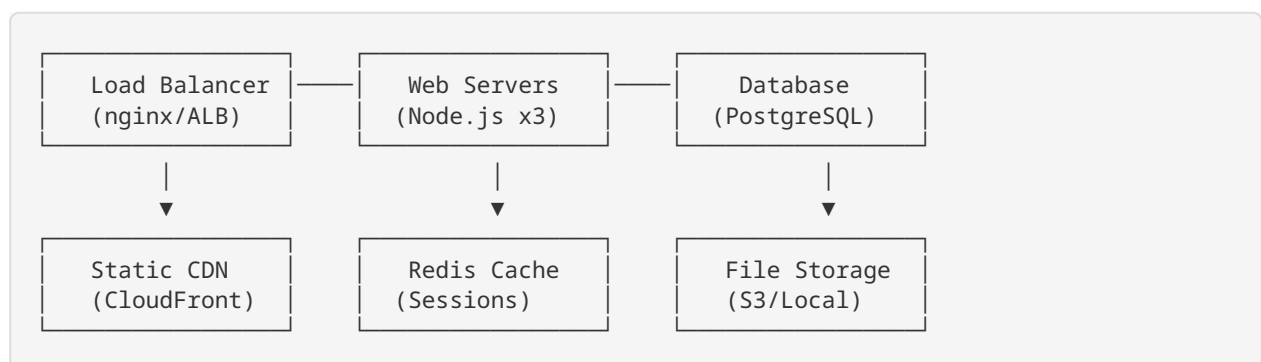 Load Balancer Web Servers Database
(nginx/ALB) (Node.js x3) (PostgreSQL)
Static CDN Redis Cache File Storage
(CloudFront) (Sessions) (S3/Local)